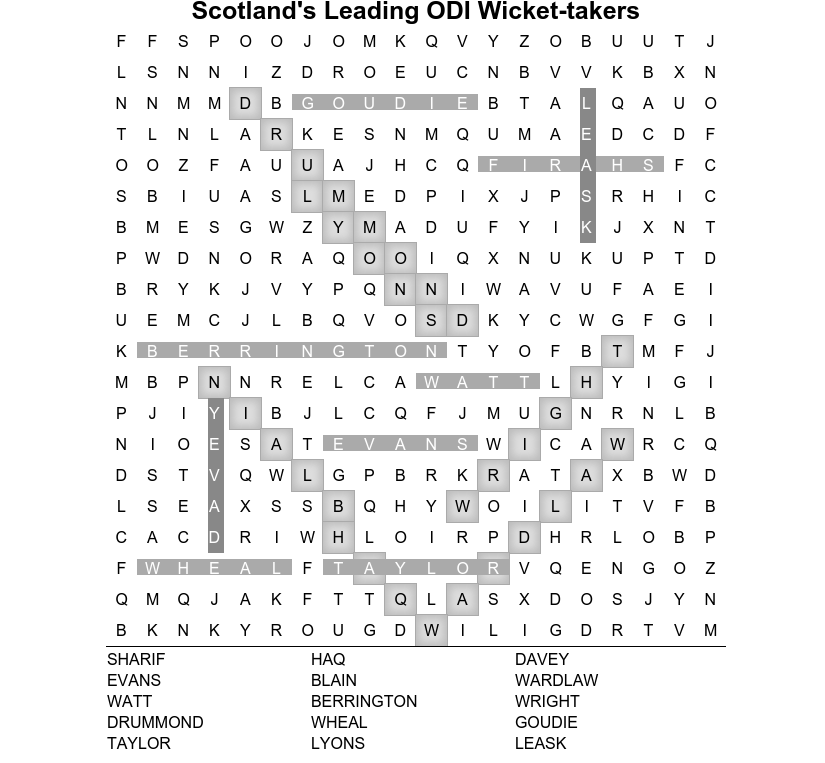 Scotland's Leading ODI Wicket-takers
F F S P O O J O M K Q V Y Z O B U U T J
L S N N I Z D R O E U C N B V V K B X N
N N M M D B G O U D I E B T A L Q A U O
T L N L A R K E S N M Q U M A E D C D F
O O Z F A U U A J H C Q F I R A H S F C
S B I U A S L M E D P I X J P S R H I C
B M E S G W Z Y M A D U F Y I K J X N T
P W D N O R A Q O O I Q X N U K U P T D
B R Y K J V Y P Q N N I W A V U F A E I
U E M C J L B Q V O S D K Y C W G F G I
K B E R R I N G T O N T Y O F B T M F J
M B P N N R E L C A W A T T L H Y I G I
P J I Y I B J L C Q F J M U G N R N L B
N I O E S A T E V A N S W I C A W R C Q
D S T V Q W L G P B R K R A T A X B W D
L S E A X S S B Q H Y W O I L I T V F B
C A C D R I W H L O I R P D H R L O B P
F W H E A L F T A Y L O R V Q E N G O Z
Q M Q J A K F T T Q L A S X D O S J Y N
B K N K Y R O U G D W I L I G D R T V M
SHARIF HAQ DAVEY
EVANS BLAIN WARDLAW
WATT BERRINGTON WRIGHT
DRUMMOND WHEAL GOUDIE
TAYLOR LYONS LEASK